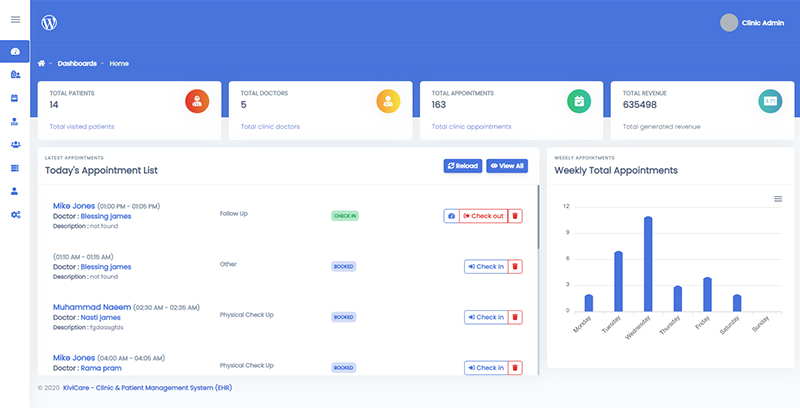 Clinic Admin
- Dashboards - Home
TOTAL PATIENTS
14
Total visited patients
TOTAL DOCTORS
5
Total clinic doctors
TOTAL APPOINTMENTS
163
Total clinic appointments
TOTAL REVENUE
635498
Total generated revenue
LATEST APPOINTMENTS
Today's Appointment List
Reload
View All
Mike Jones (01:00 PM - 01:05 PM)
Doctor : Blessing james
Description : not found
Follow Up
CHECK IN
Check out
(01:10 AM - 01:15 AM)
Doctor : Blessing james
Description : not found
Other
BOOKED
Check in
Muhammad Naeem (02:30 AM - 02:35 AM)
Doctor : Nasti james
Description : fgdoasgfds
Physical Check Up
BOOKED
Check in
Mike Jones (04:00 AM - 04:05 AM)
Doctor : Rama pram
Physical Check Up
BOOKED
Check in
WEEKLY APPOINTMENTS
Weekly Total Appointments
12
9
6
3
0
Monday
Tuesday
Wednesday
Thursday
Friday
Saturday
Sunday
© 2020 KiviCare - Clinic & Patient Management System (EHR)